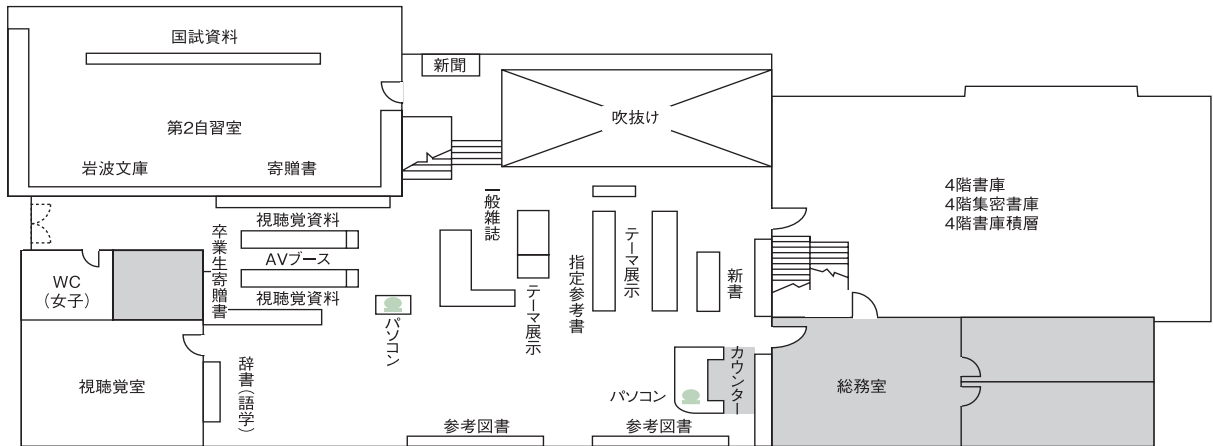 国試資料
新聞
吹抜け
第2自習室
岩波文庫
寄贈書
4階書庫
4階集密書庫
4階書庫積層
一般雑誌
視聴覚資料
卒業生寄贈書
AVブース
視聴覚資料
テーマ展示
指定参考書
テーマ展示
新書
WC
(女子)
パソコン
視聴覚室
辞書(語学)
カウンター
パソコン
総務室
参考図書
参考図書